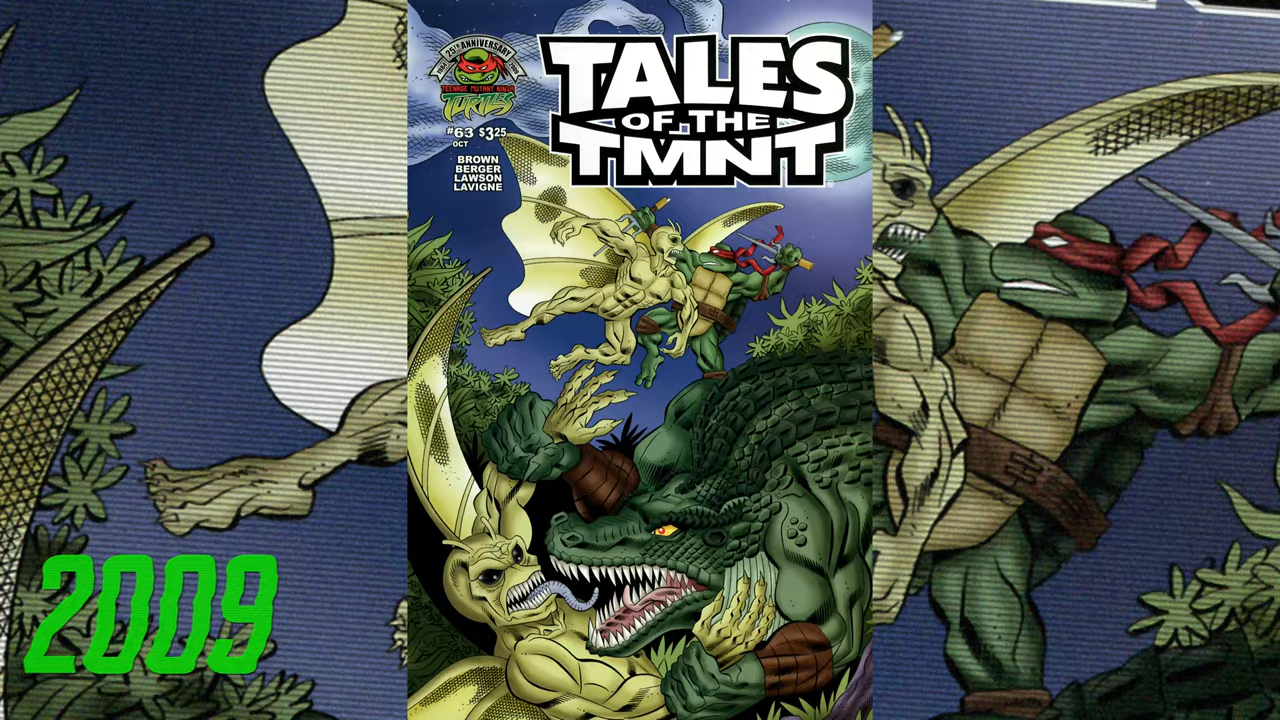 25TH ANNIVERSARY
TEENAGE MUTANT NINJA
TURTLES
#63 $3.25
OCT
BROWN
BERGER
LAWSON
LAVIGNE
TALES
OF THE
TMNT
2009